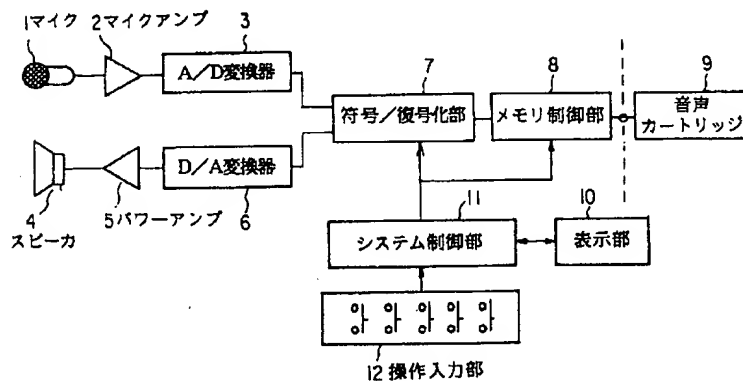 1マイク
2マイクアンプ
3
A/D変換器
7
符号/復号化部
8
メモリ制御部
9
音声
カートリッジ
4
スピーカ
5パワーアンプ
D/A変換器
6
11
システム制御部
10
表示部
12操作入力部